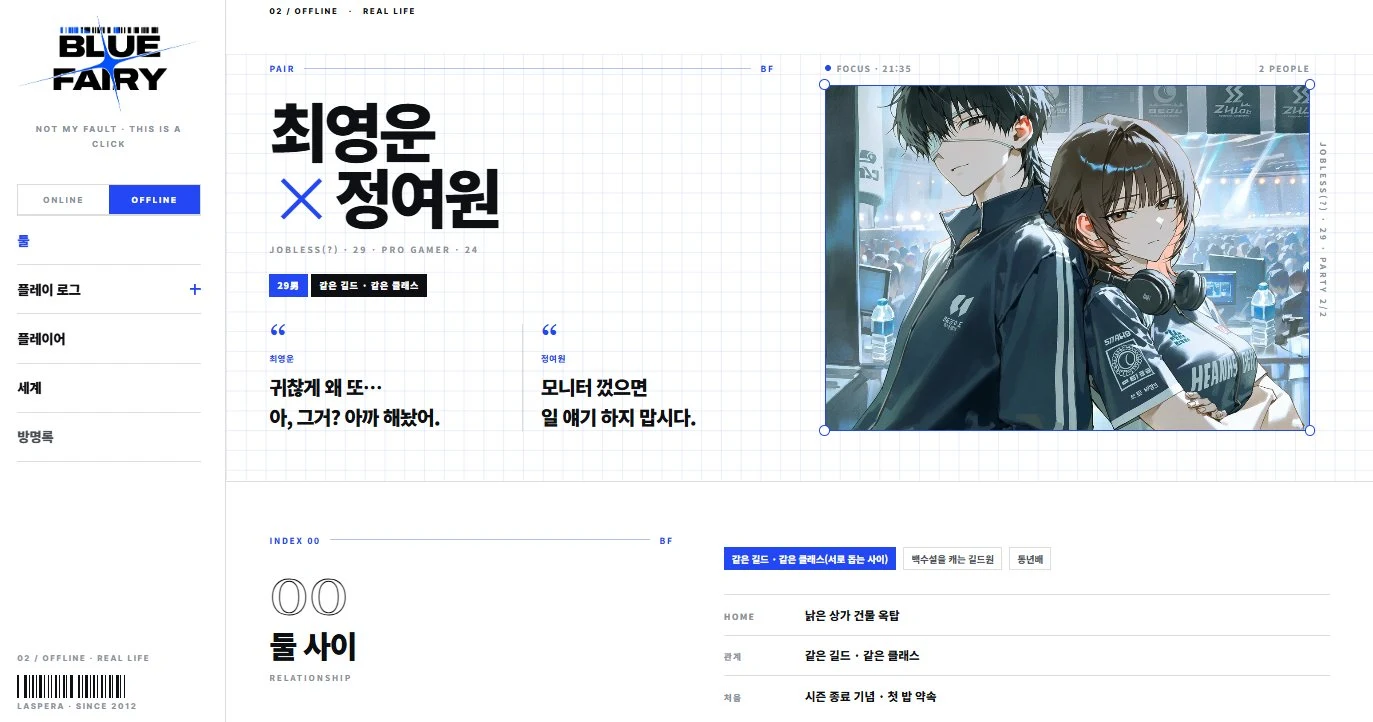 BLUE
FAIRY
NOT MY FAULT · THIS IS A
CLICK
ONLINE
OFFLINE
둘
플레이 로그 +
플레이어
세계
방명록
02 / OFFLINE · REAL LIFE
LASPERA · SINCE 2012
02 / OFFLINE · REAL LIFE
PAIR
BF
최영운
× 정여원
JOBLESS(?) · 29 · PRO GAMER · 24
29男
같은 길드 · 같은 클래스
“
최영운
귀찮게 왜 또…
아, 그거? 아까 해놨어.
“
정여원
모니터 껐으면
일 얘기 하지 맙시다.
FOCUS · 21:35
2 PEOPLE
JOBLESS(?) · 29 · PARTY 2/2
INDEX 00
BF
00
둘 사이
RELATIONSHIP
같은 길드 · 같은 클래스(서로 돕는 사이)
백수설을 캐는 길드원
동년배
HOME
낡은 상가 건물 옥탑
관계
같은 길드 · 같은 클래스
처음
시즌 종료 기념 · 첫 밥 약속